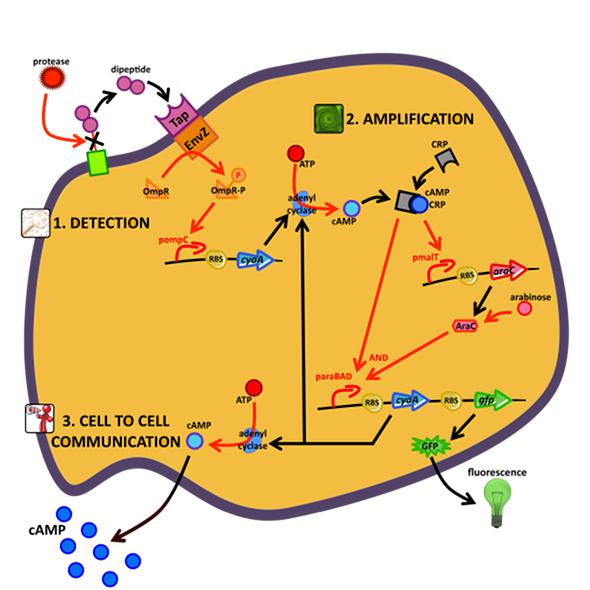 protease
dipeptide
Tap
EnvZ
2. AMPLIFICATION
CRP
ATP
P
OmpR
OmpR-P
adenyl
cyclase
cAMP
cAMP
CRP
1. DETECTION
pompC
RBS
cyaA
pmalT
RBS
araC
arabinose
AraC
AND
paraBAD
RBS
cyaA
RBS
gfp
ATP
3. CELL TO CELL
COMMUNICATION
cAMP
adenyl
cyclase
GFP
fluorescence
cAMP